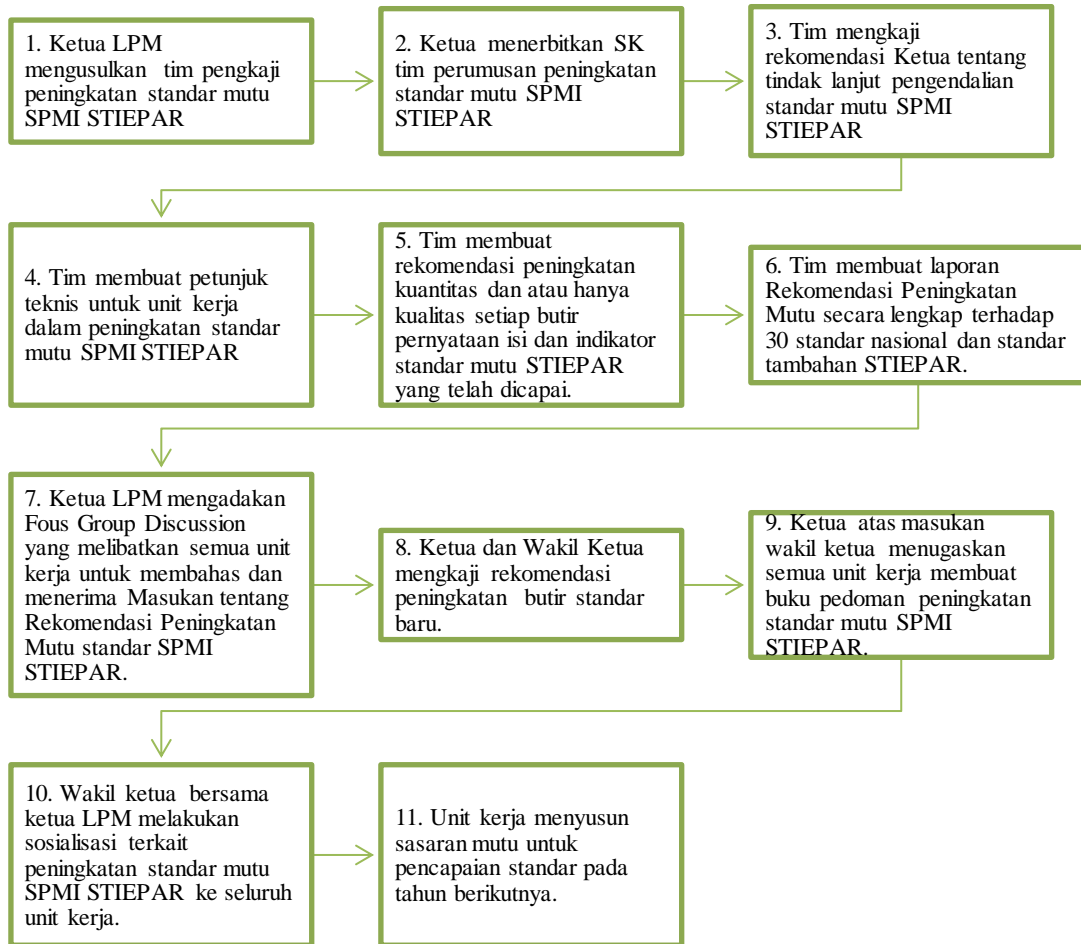 1. Ketua LPM
mengusulkan tim pengkaji
peningkatan standar mutu
SPMI STIEPAR
2. Ketua menerbitkan SK
tim perumusan peningkatan
standar mutu SPMI
STIEPAR
3. Tim mengkaji
rekomendasi Ketua tentang
tindak lanjut pengendalian
standar mutu SPMI
STIEPAR
4. Tim membuat petunjuk
teknis untuk unit kerja
dalam peningkatan standar
mutu SPMI STIEPAR
5. Tim membuat
rekomendasi peningkatan
kuantitas dan atau hanya
kualitas setiap butir
pernyataan isi dan indikator
standar mutu STIEPAR
yang telah dicapai.
6. Tim membuat laporan
Rekomendasi Peningkatan
Mutu secara lengkap terhadap
30 standar nasional dan standar
tambahan STIEPAR.
7. Ketua LPM mengadakan
Fous Group Discussion
yang melibatkan semua unit
kerja untuk membahas dan
menerima Masukan tentang
Rekomendasi Peningkatan
Mutu standar SPMI
STIEPAR.
8. Ketua dan Wakil Ketua
mengkaji rekomendasi
peningkatan butir standar
baru.
9. Ketua atas masukan
wakil ketua menugaskan
semua unit kerja membuat
buku pedoman peningkatan
standar mutu SPMI
STIEPAR.
10. Wakil ketua bersama
ketua LPM melakukan
sosialisasi terkait
peningkatan standar mutu
SPMI STIEPAR ke seluruh
unit kerja.
11. Unit kerja menyusun
sasaran mutu untuk
pencapaian standar pada
tahun berikutnya.